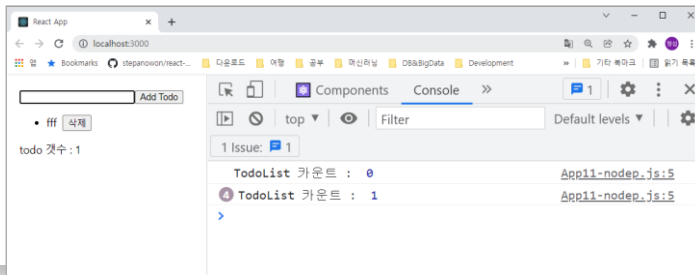 React App
localhost:3000
앱 Bookmarks stepanowon/react-... 다운로드 여행 공부 머신러닝 DB&BigData Development » 기타 북마크 읽기 목록
Add Todo
fff 삭제
todo 갯수 : 1
Components Console » 1
top Filter Default levels
1 Issue: 1
TodoList 카운트 : 0 App11-nodep.js:5
4 TodoList 카운트 : 1 App11-nodep.js:5